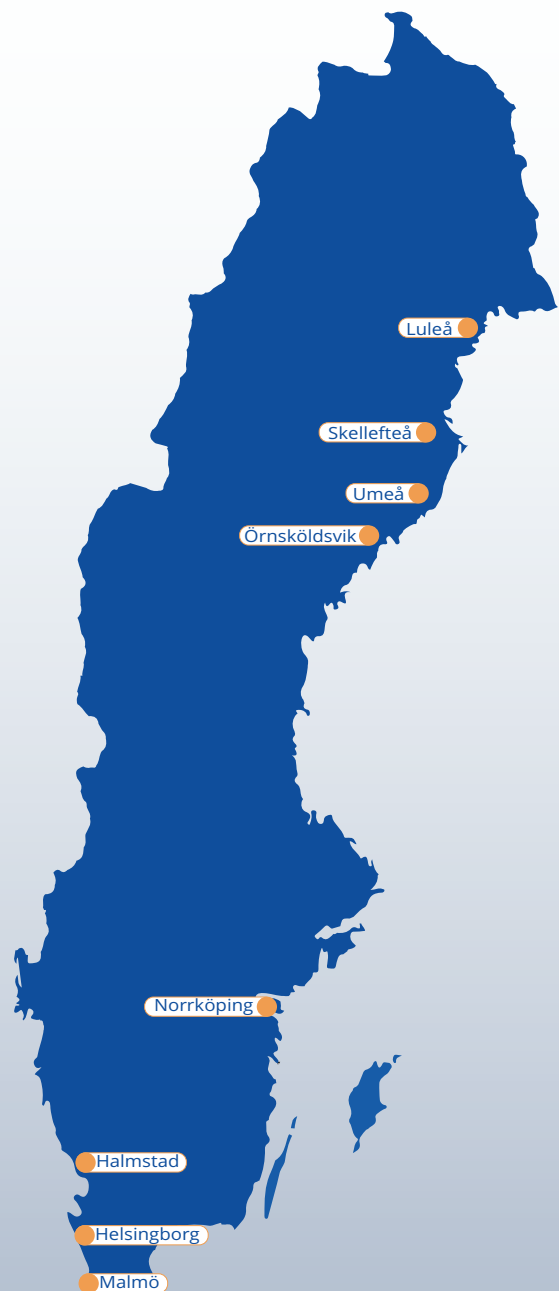 Luleå
Skellefteå
Umeå
Örnsköldsvik
Norrköping
Halmstad
Helsingborg
Malmö